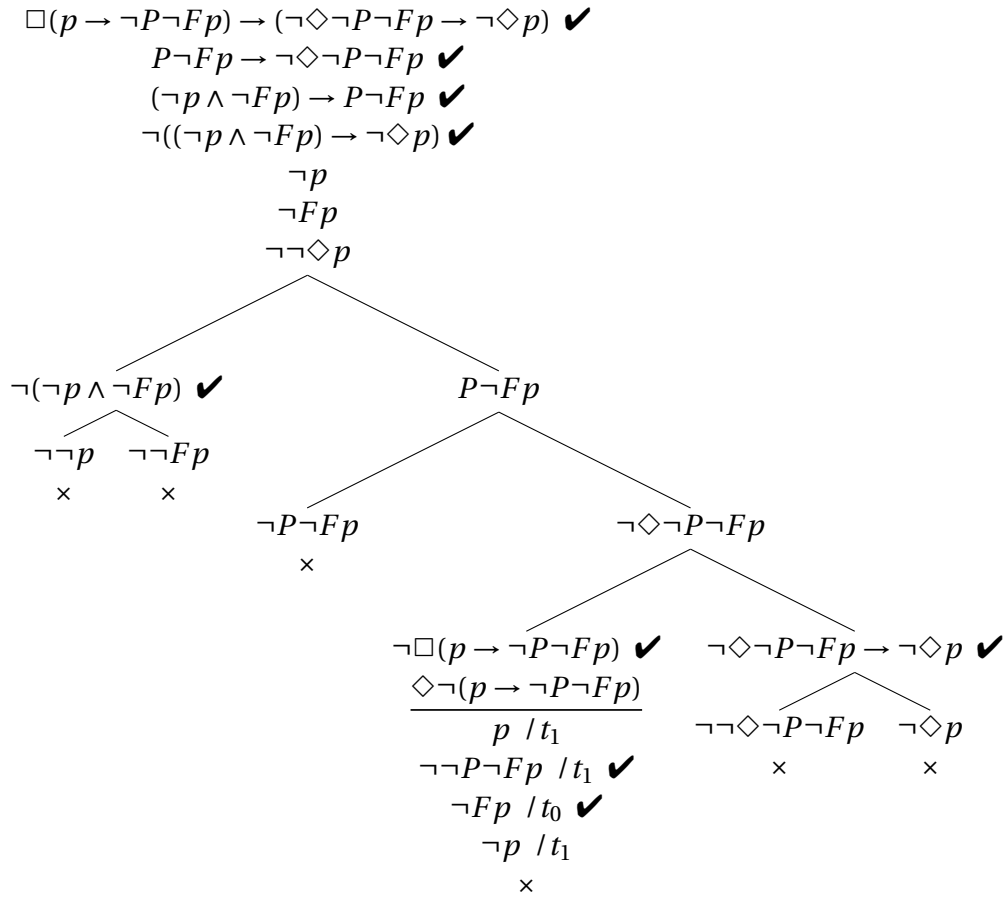 □(p → ¬P¬Fp) → (¬◇¬P¬Fp → ¬◇p) ✔
P¬Fp → ¬◇¬P¬Fp ✔
(¬p ∧ ¬Fp) → P¬Fp ✔
¬((¬p ∧ ¬Fp) → ¬◇p) ✔
¬p
¬Fp
¬¬◇p
¬(¬p ∧ ¬Fp) ✔ P¬Fp
¬¬p ¬¬Fp
× ×
¬P¬Fp ¬◇¬P¬Fp
×
¬□(p → ¬P¬Fp) ✔ ¬◇¬P¬Fp → ¬◇p ✔
◇¬(p → ¬P¬Fp)
p / t₁ ¬¬◇¬P¬Fp ¬◇p
¬¬P¬Fp / t₁ ✔ × ×
¬Fp / t₀ ✔
¬p / t₁
×